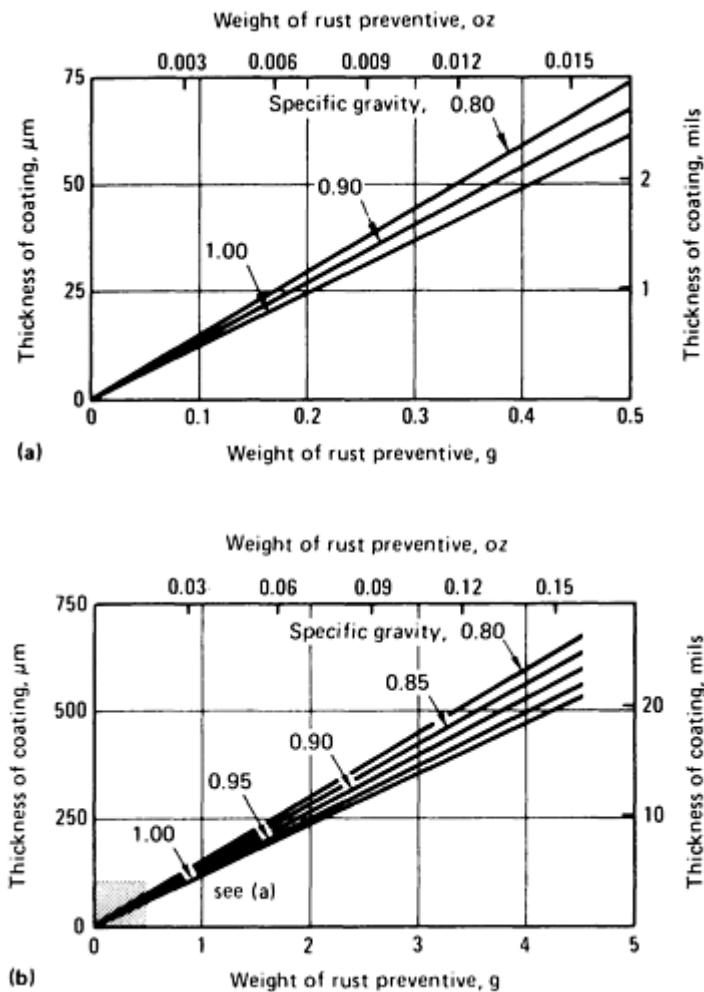 Weight of rust preventive, oz
0.003 0.006 0.009 0.012 0.015
75
Specific gravity, 0.80
Thickness of coating, μm
Thickness of coating, mils
50
2
0.90
1.00
25
1
0
0 0.1 0.2 0.3 0.4 0.5
(a) Weight of rust preventive, g
Weight of rust preventive, oz
0.03 0.06 0.09 0.12 0.15
750
Specific gravity, 0.80
Thickness of coating, μm
Thickness of coating, mils
0.85
500
20
0.90
0.95
250
10
1.00
see (a)
0
0 1 2 3 4 5
(b) Weight of rust preventive, g